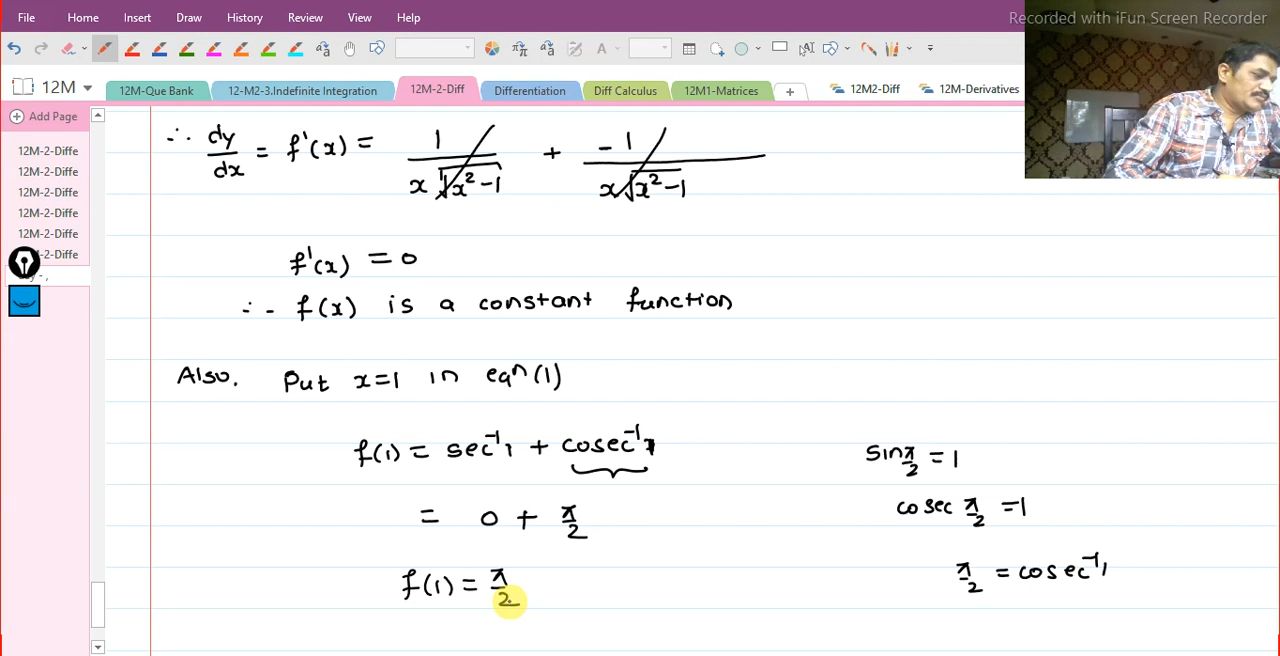 File Home Insert Draw History Review View Help
Recorded with iFun Screen Recorder
12M 12M-Que Bank 12-M2-3.Indefinite Integration 12M-2-Diff Differentiation Diff Calculus 12M1-Matrices + 12M2-Diff 12M-Derivatives
Add Page
12M-2-Diffe
12M-2-Diffe
12M-2-Diffe
12M-2-Diffe
12M-2-Diffe
-2-Diffe
∴ dy/dx = f'(x) = 1/(x√(x²-1)) + -1/(x√(x²-1))
f'(x) = 0
∴ f(x) is a constant function
Also. Put x=1 in eqn(1)
f(1) = sec⁻¹1 + cosec⁻¹1
= 0 + π/2
f(1) = π/2
sin π/2 = 1
cosec π/2 = 1
π/2 = cosec⁻¹1